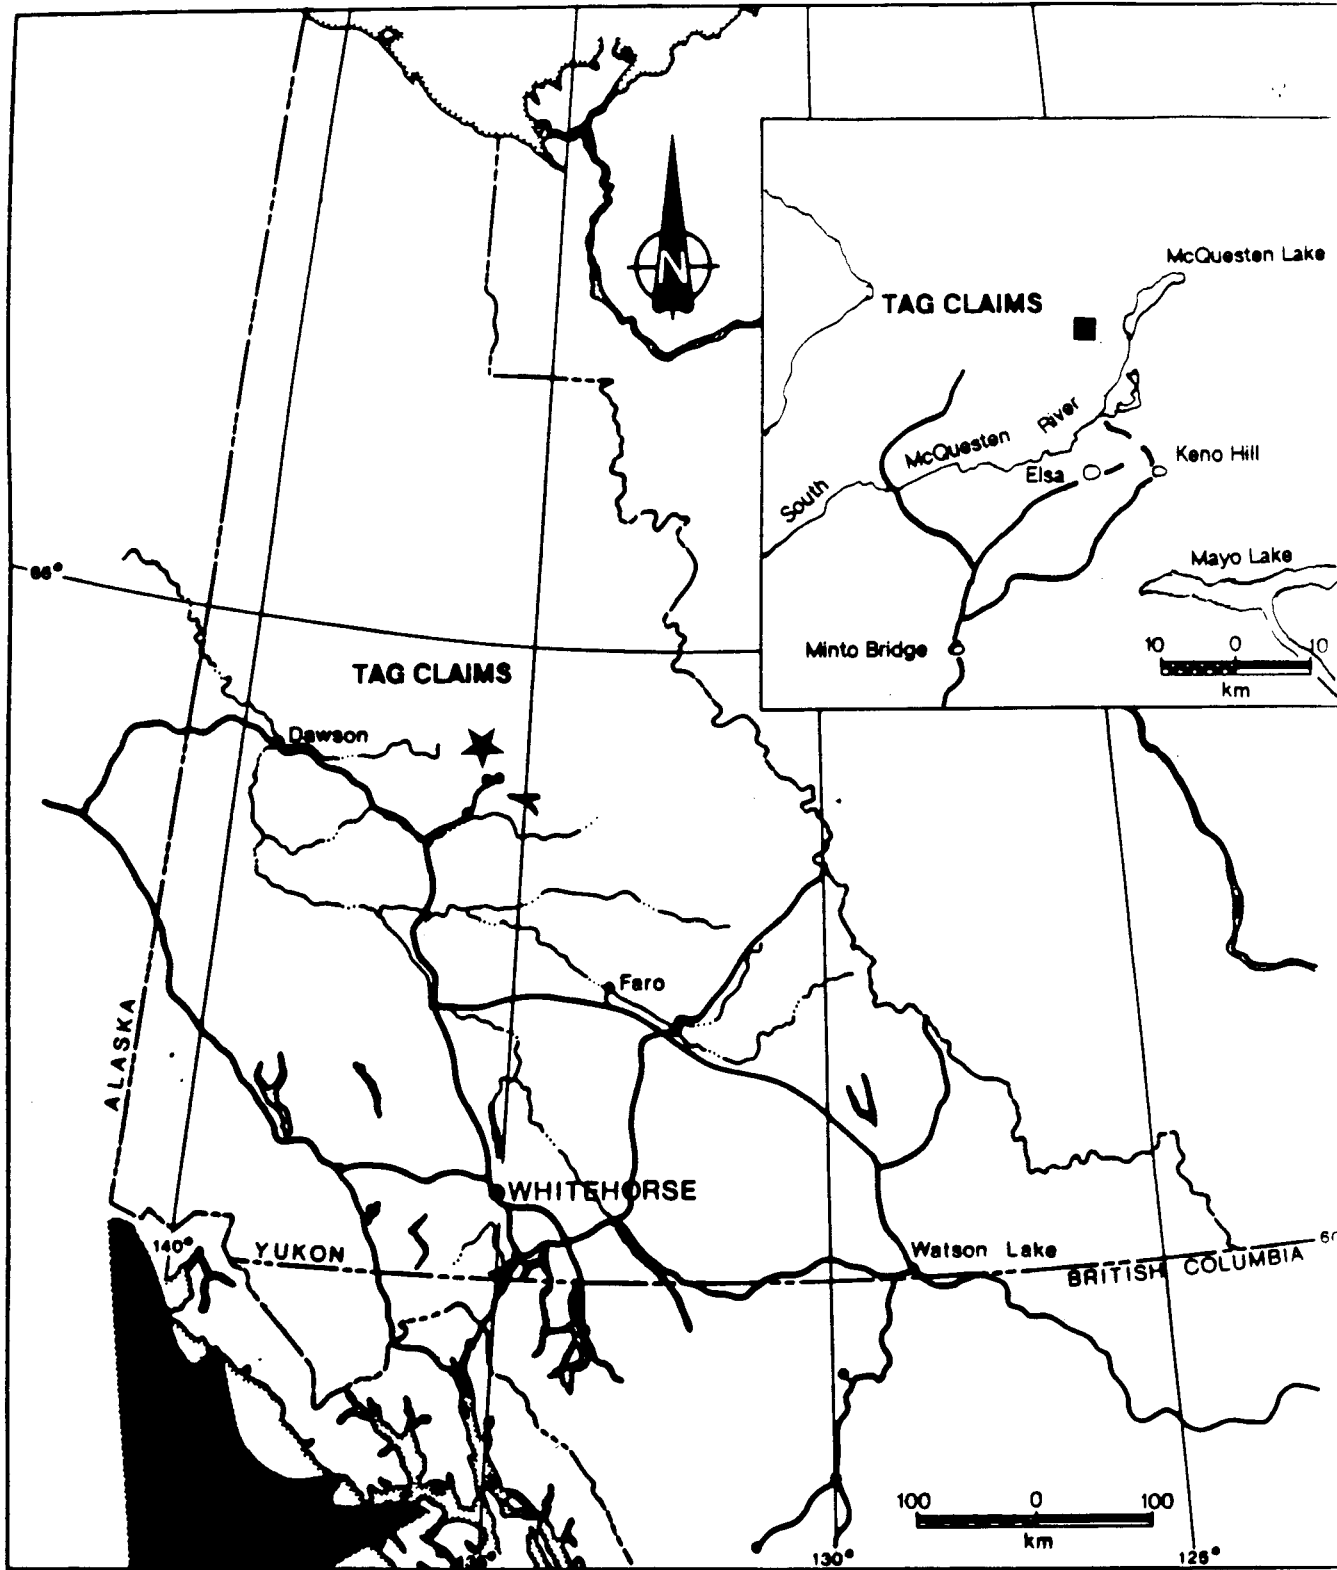 N
McQuesten Lake
TAG CLAIMS
South
McQuesten
River
Elsa
Keno Hill
Mayo Lake
Minto Bridge
10 0 10
km
66°
TAG CLAIMS
Dawson
Faro
ALASKA
WHITEHORSE
140°
YUKON
Watson Lake
BRITISH COLUMBIA
60
100 0 100
km
130°